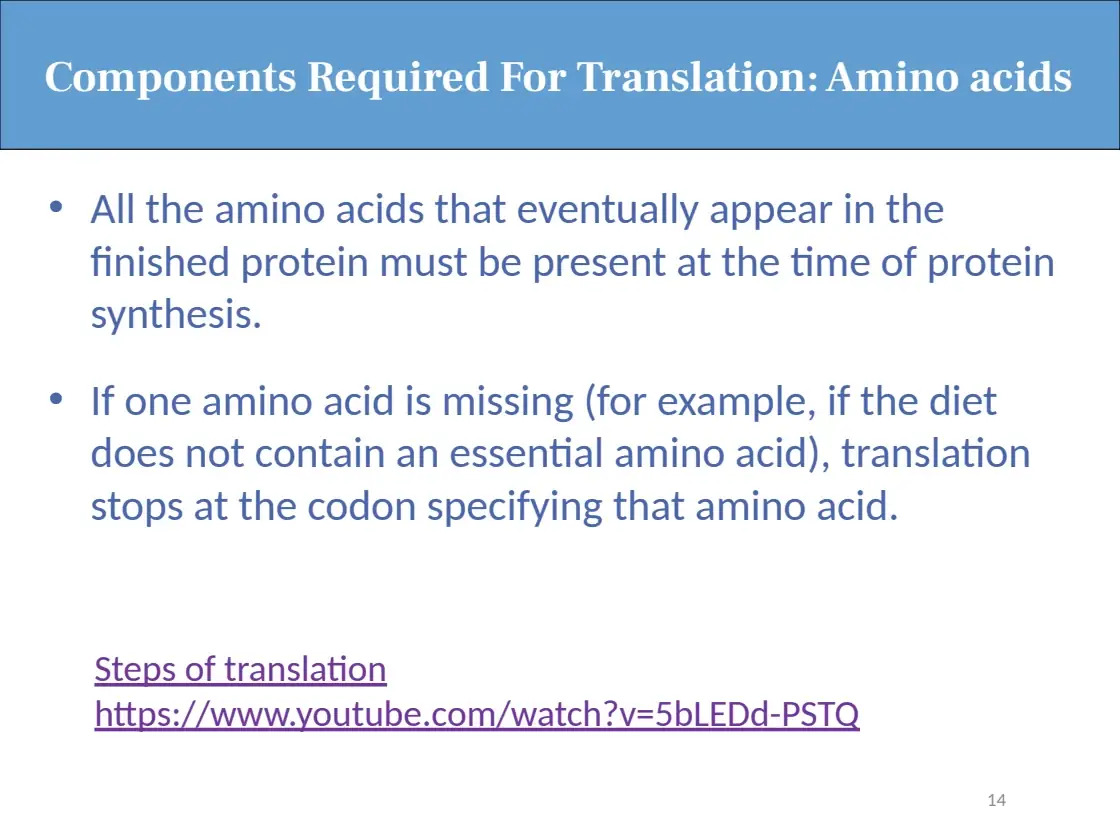 Components Required For Translation: Amino acids
• All the amino acids that eventually appear in the
finished protein must be present at the time of protein
synthesis.
• If one amino acid is missing (for example, if the diet
does not contain an essential amino acid), translation
stops at the codon specifying that amino acid.
Steps of translation
https://www.youtube.com/watch?v=5bLEDd-PSTQ
14